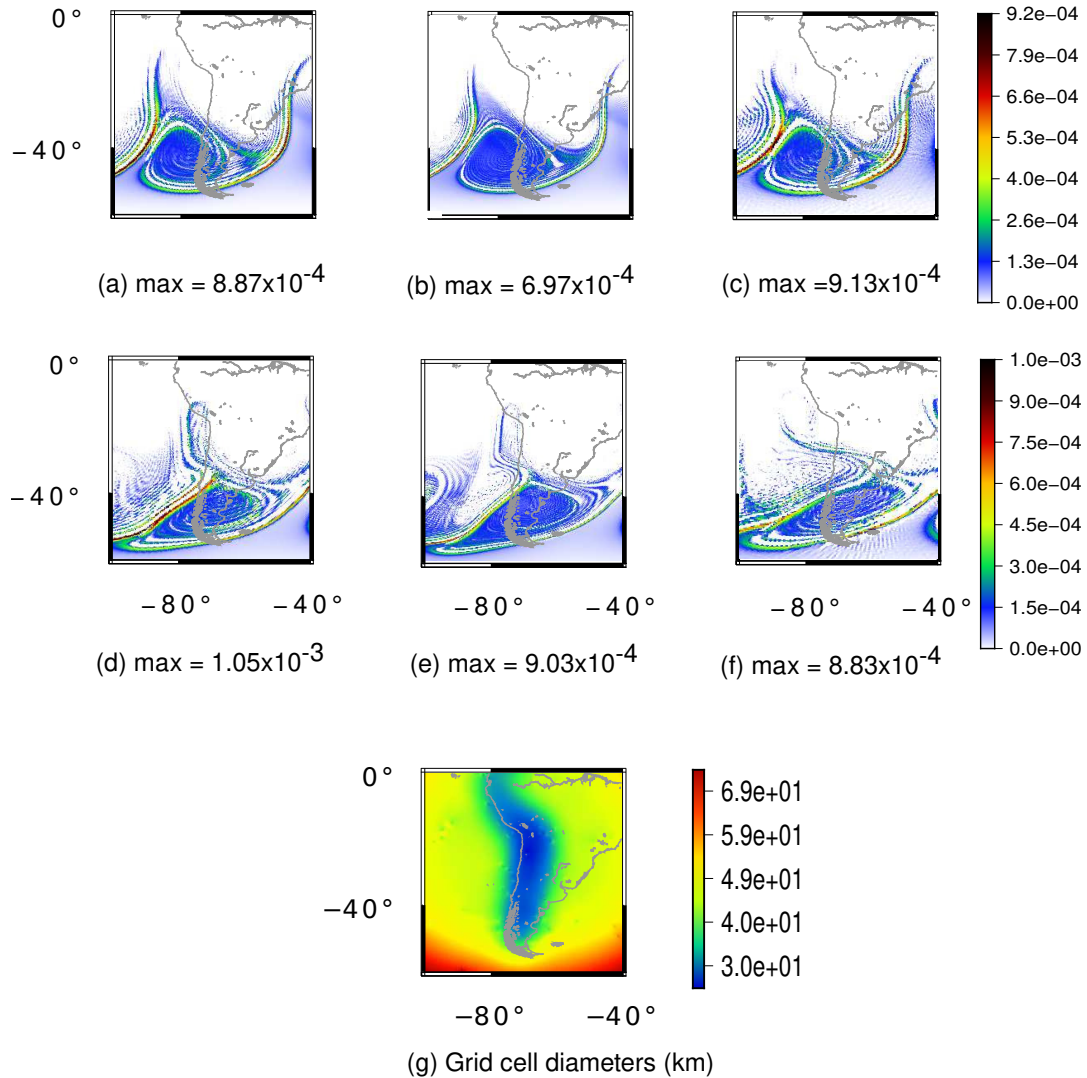 0°
−40°
9.2e−04
7.9e−04
6.6e−04
5.3e−04
4.0e−04
2.6e−04
1.3e−04
0.0e+00
(a) max = 8.87x10-4
(b) max = 6.97x10-4
(c) max =9.13x10-4
0°
−40°
−80°
−40°
−80°
−40°
−80°
−40°
1.0e−03
9.0e−04
7.5e−04
6.0e−04
4.5e−04
3.0e−04
1.5e−04
0.0e+00
(d) max = 1.05x10-3
(e) max = 9.03x10-4
(f) max = 8.83x10-4
0°
−40°
−80°
−40°
6.9e+01
5.9e+01
4.9e+01
4.0e+01
3.0e+01
(g) Grid cell diameters (km)